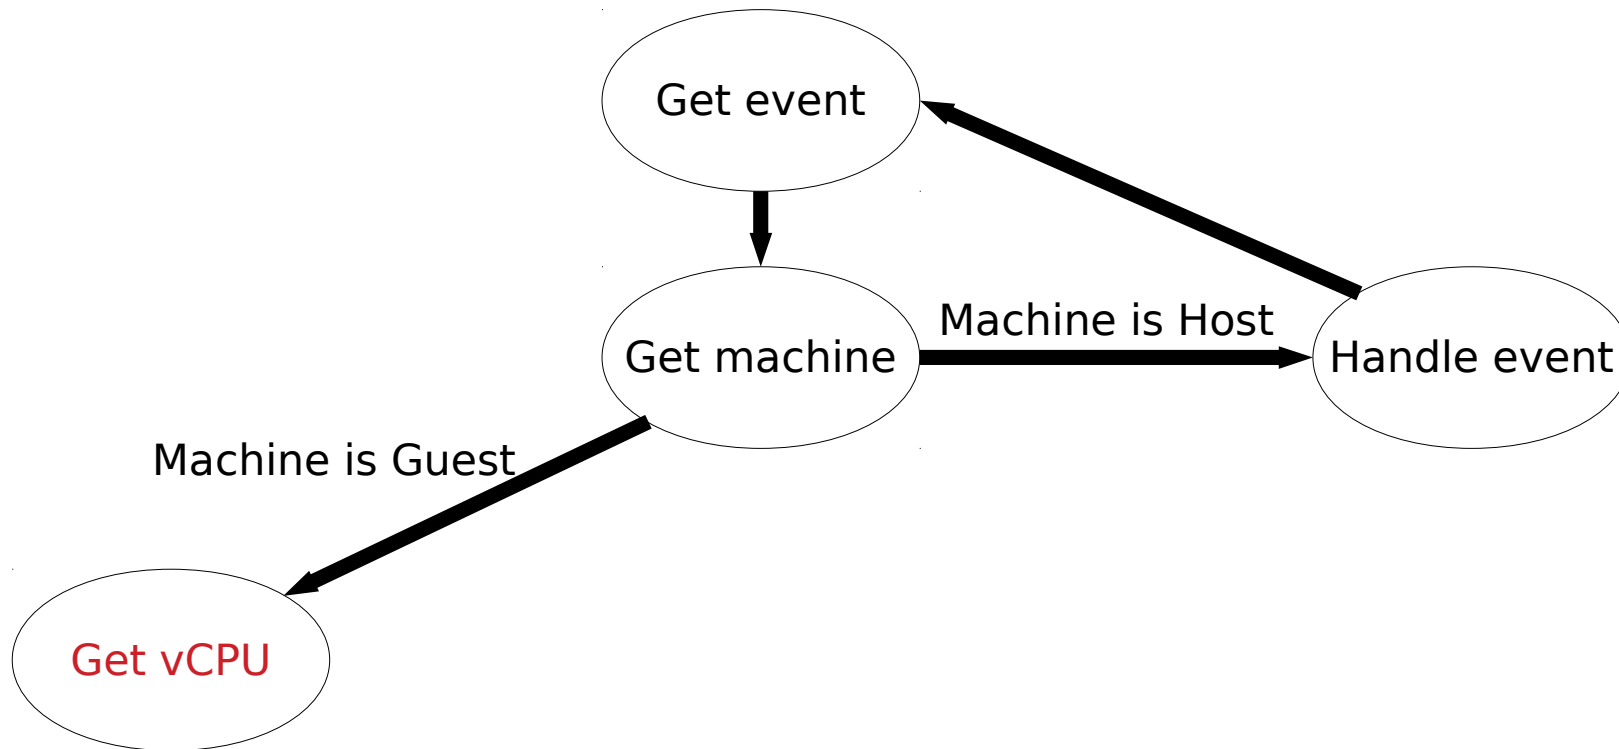 Get event
Machine is Host
Get machine
Handle event
Machine is Guest
Get vCPU